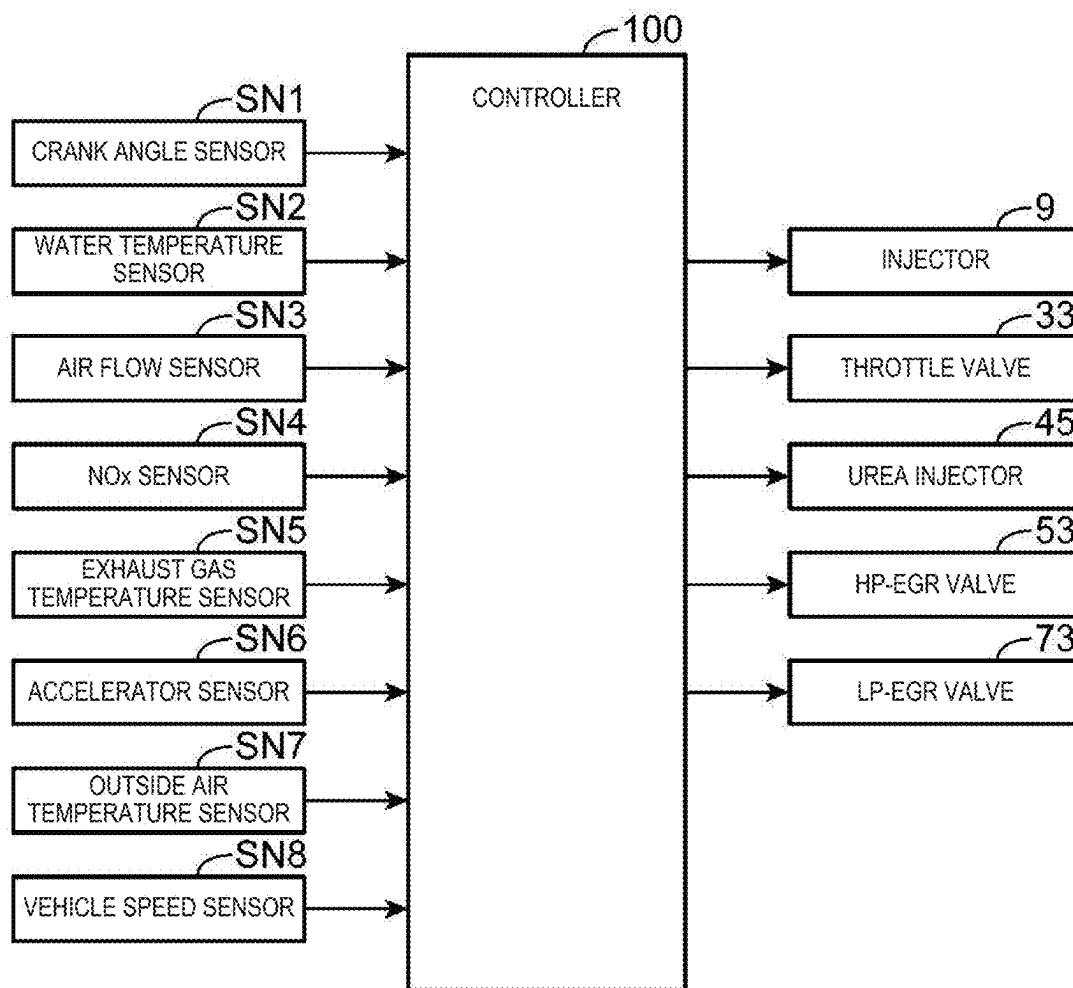 100
CONTROLLER
SN1
CRANK ANGLE SENSOR
SN2
WATER TEMPERATURE
SENSOR
SN3
AIR FLOW SENSOR
SN4
NOx SENSOR
SN5
EXHAUST GAS
TEMPERATURE SENSOR
SN6
ACCELERATOR SENSOR
SN7
OUTSIDE AIR
TEMPERATURE SENSOR
SN8
VEHICLE SPEED SENSOR
9
INJECTOR
33
THROTTLE VALVE
45
UREA INJECTOR
53
HP-EGR VALVE
73
LP-EGR VALVE